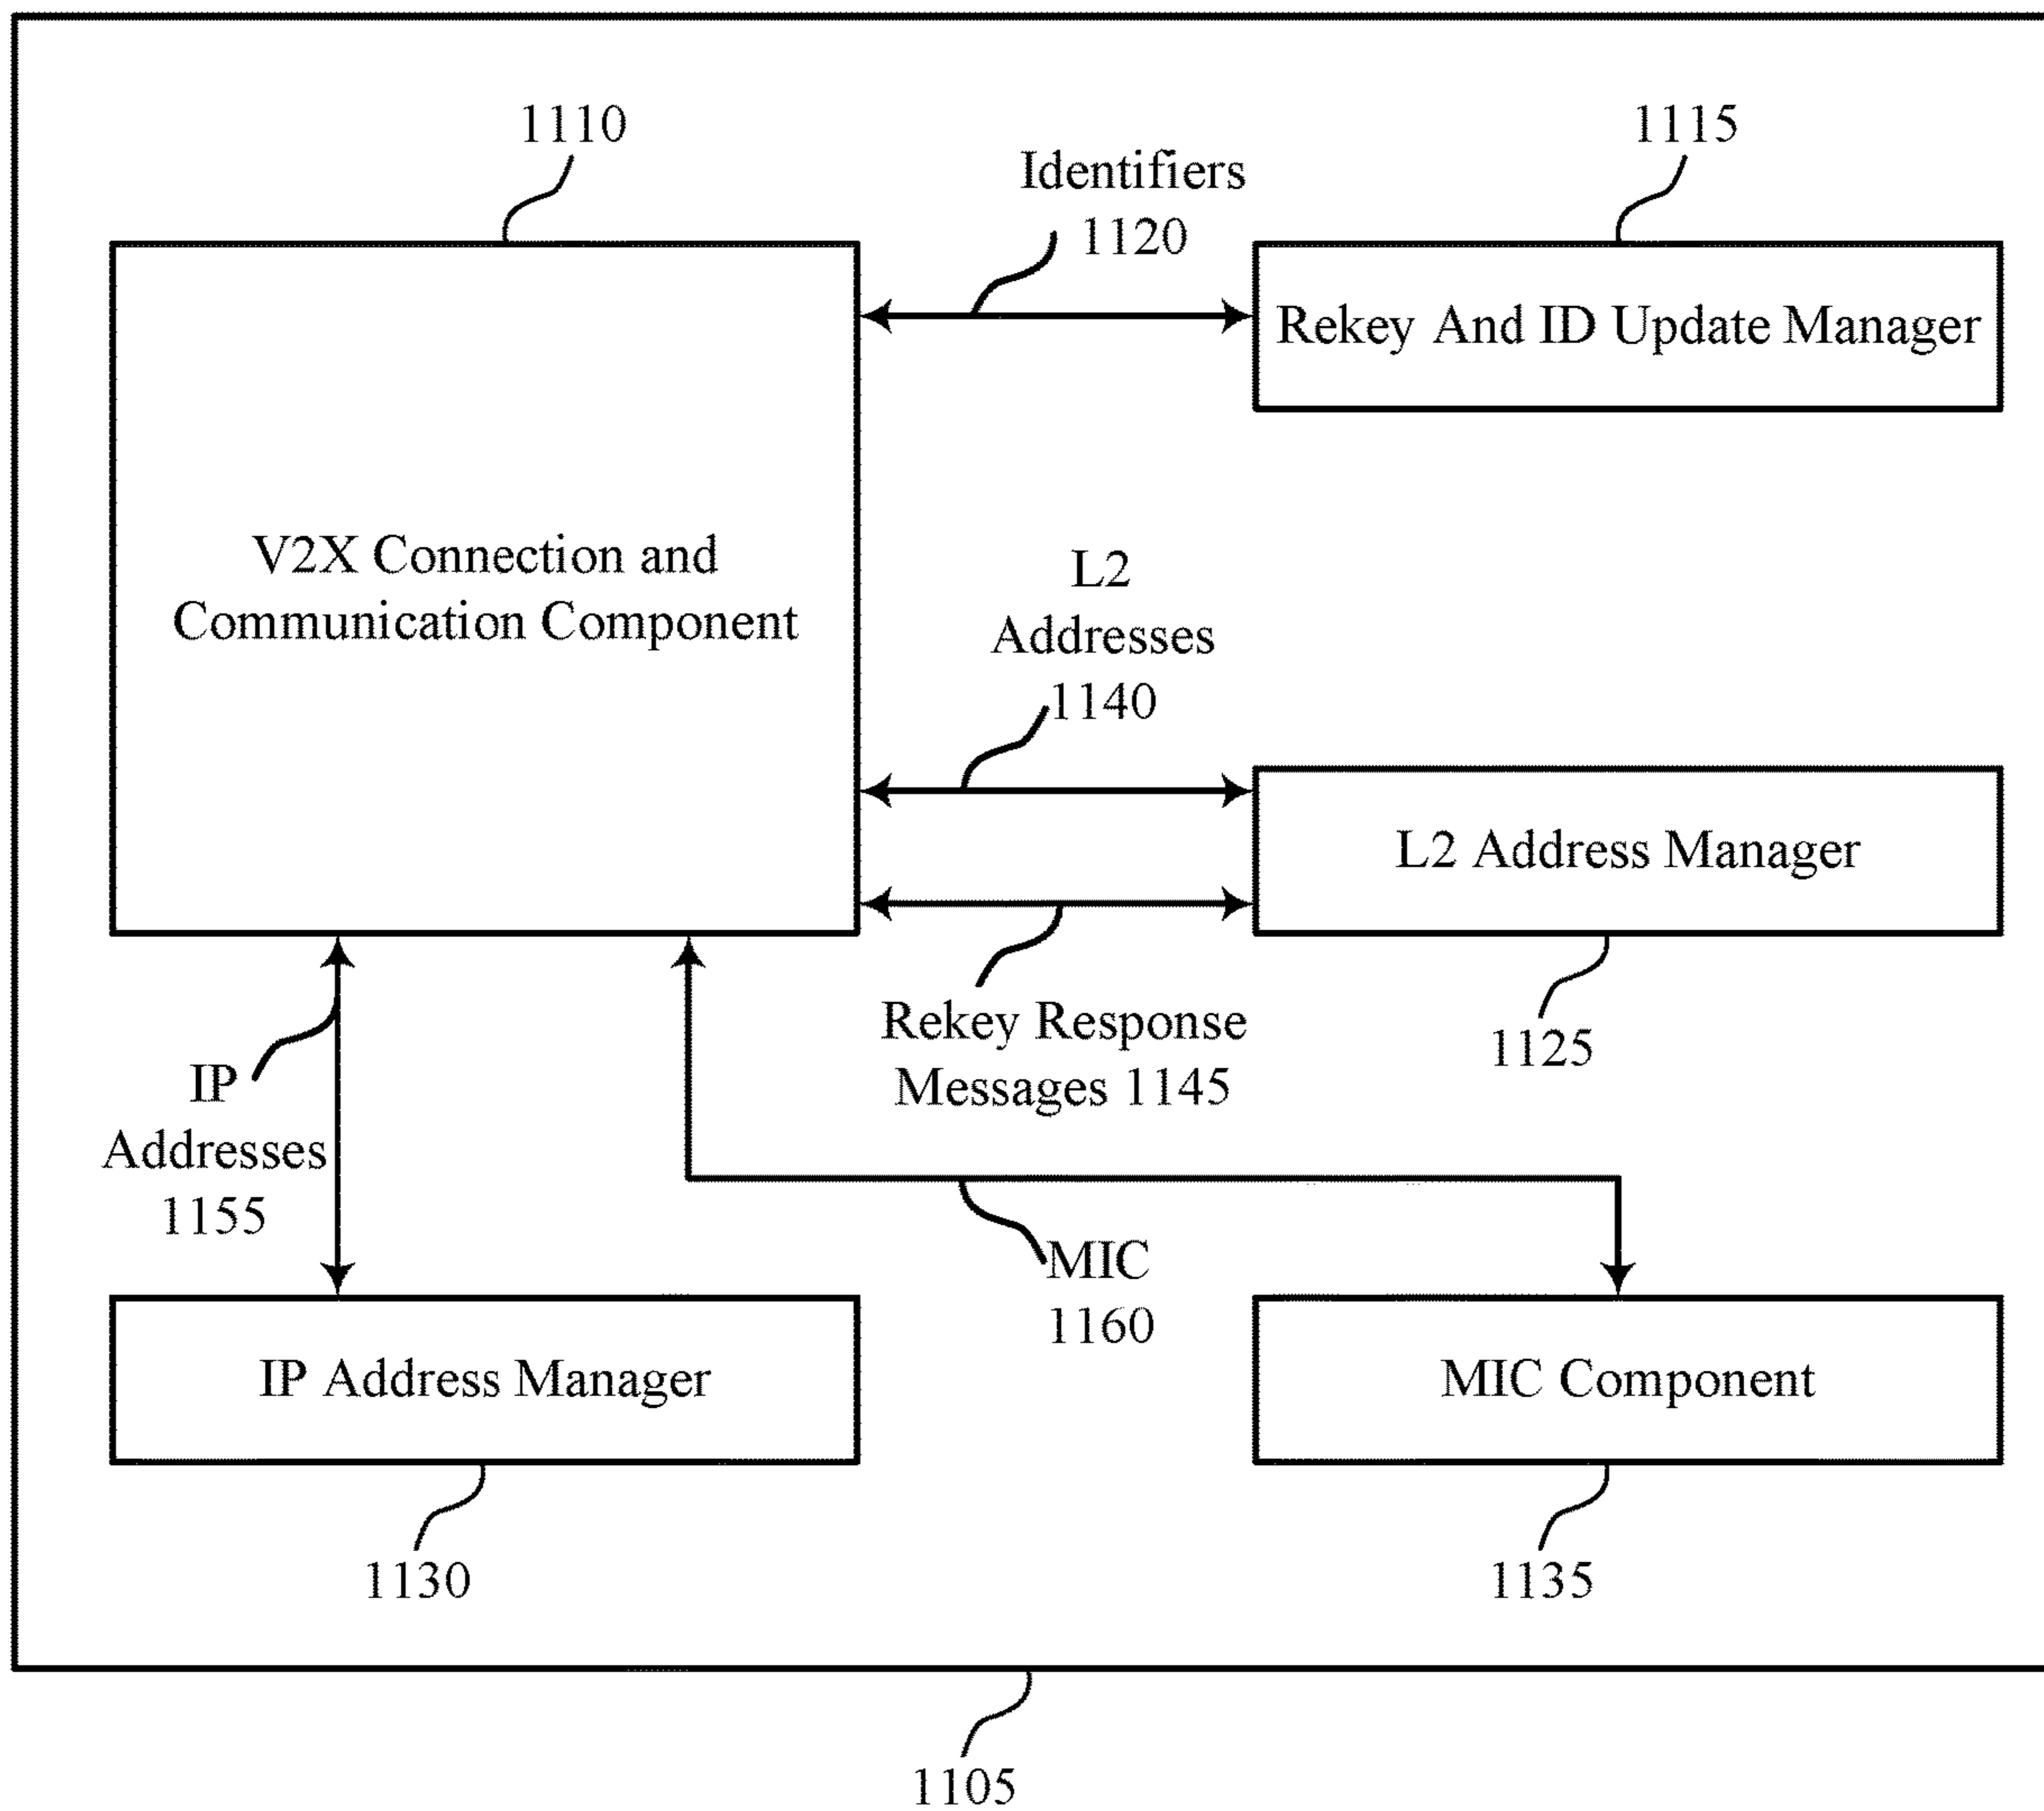 1110
1115
Identifiers
1120
Rekey And ID Update Manager
V2X Connection and
Communication Component
L2
Addresses
1140
L2 Address Manager
Rekey Response
Messages 1145
1125
IP
Addresses
1155
MIC
1160
IP Address Manager
MIC Component
1130
1135
1105